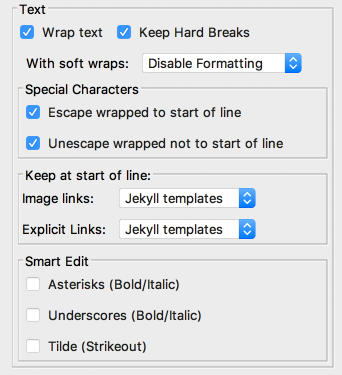 Text
Wrap text Keep Hard Breaks
With soft wraps: Disable Formatting
Special Characters
Escape wrapped to start of line
Unescape wrapped not to start of line
Keep at start of line:
Image links: Jekyll templates
Explicit Links: Jekyll templates
Smart Edit
Asterisks (Bold/Italic)
Underscores (Bold/Italic)
Tilde (Strikeout)